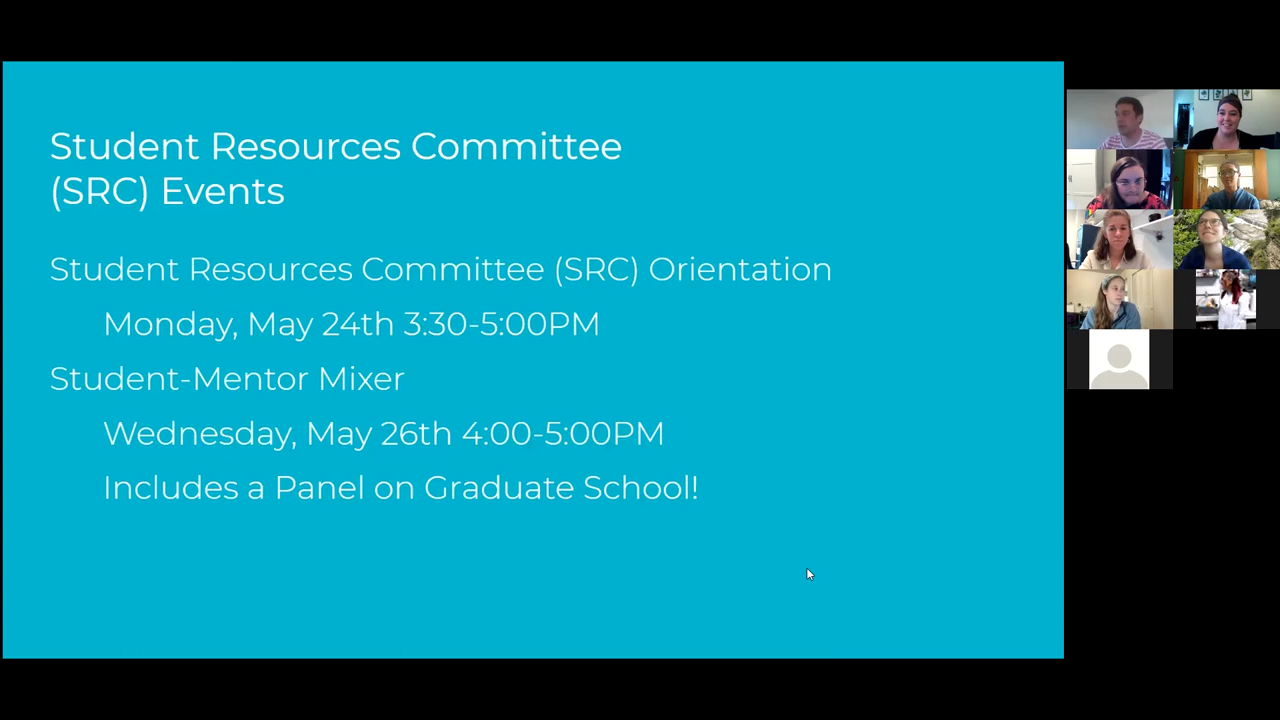 Student Resources Committee
(SRC) Events
Student Resources Committee (SRC) Orientation
Monday, May 24th 3:30-5:00PM
Student-Mentor Mixer
Wednesday, May 26th 4:00-5:00PM
Includes a Panel on Graduate School!